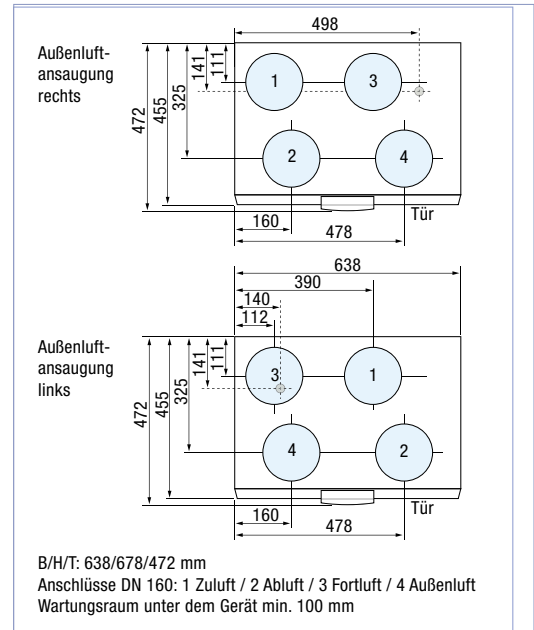 498
Außenluft-
ansaugung
rechts
472
455
325
141
111
1
3
2
4
160
478
Tür
638
390
140
112
Außenluft-
ansaugung
links
472
455
325
141
111
3
1
4
2
160
478
Tür
B/H/T: 638/678/472 mm
Anschlüsse DN 160: 1 Zuluft / 2 Abluft / 3 Fortluft / 4 Außenluft
Wartungsraum unter dem Gerät min. 100 mm